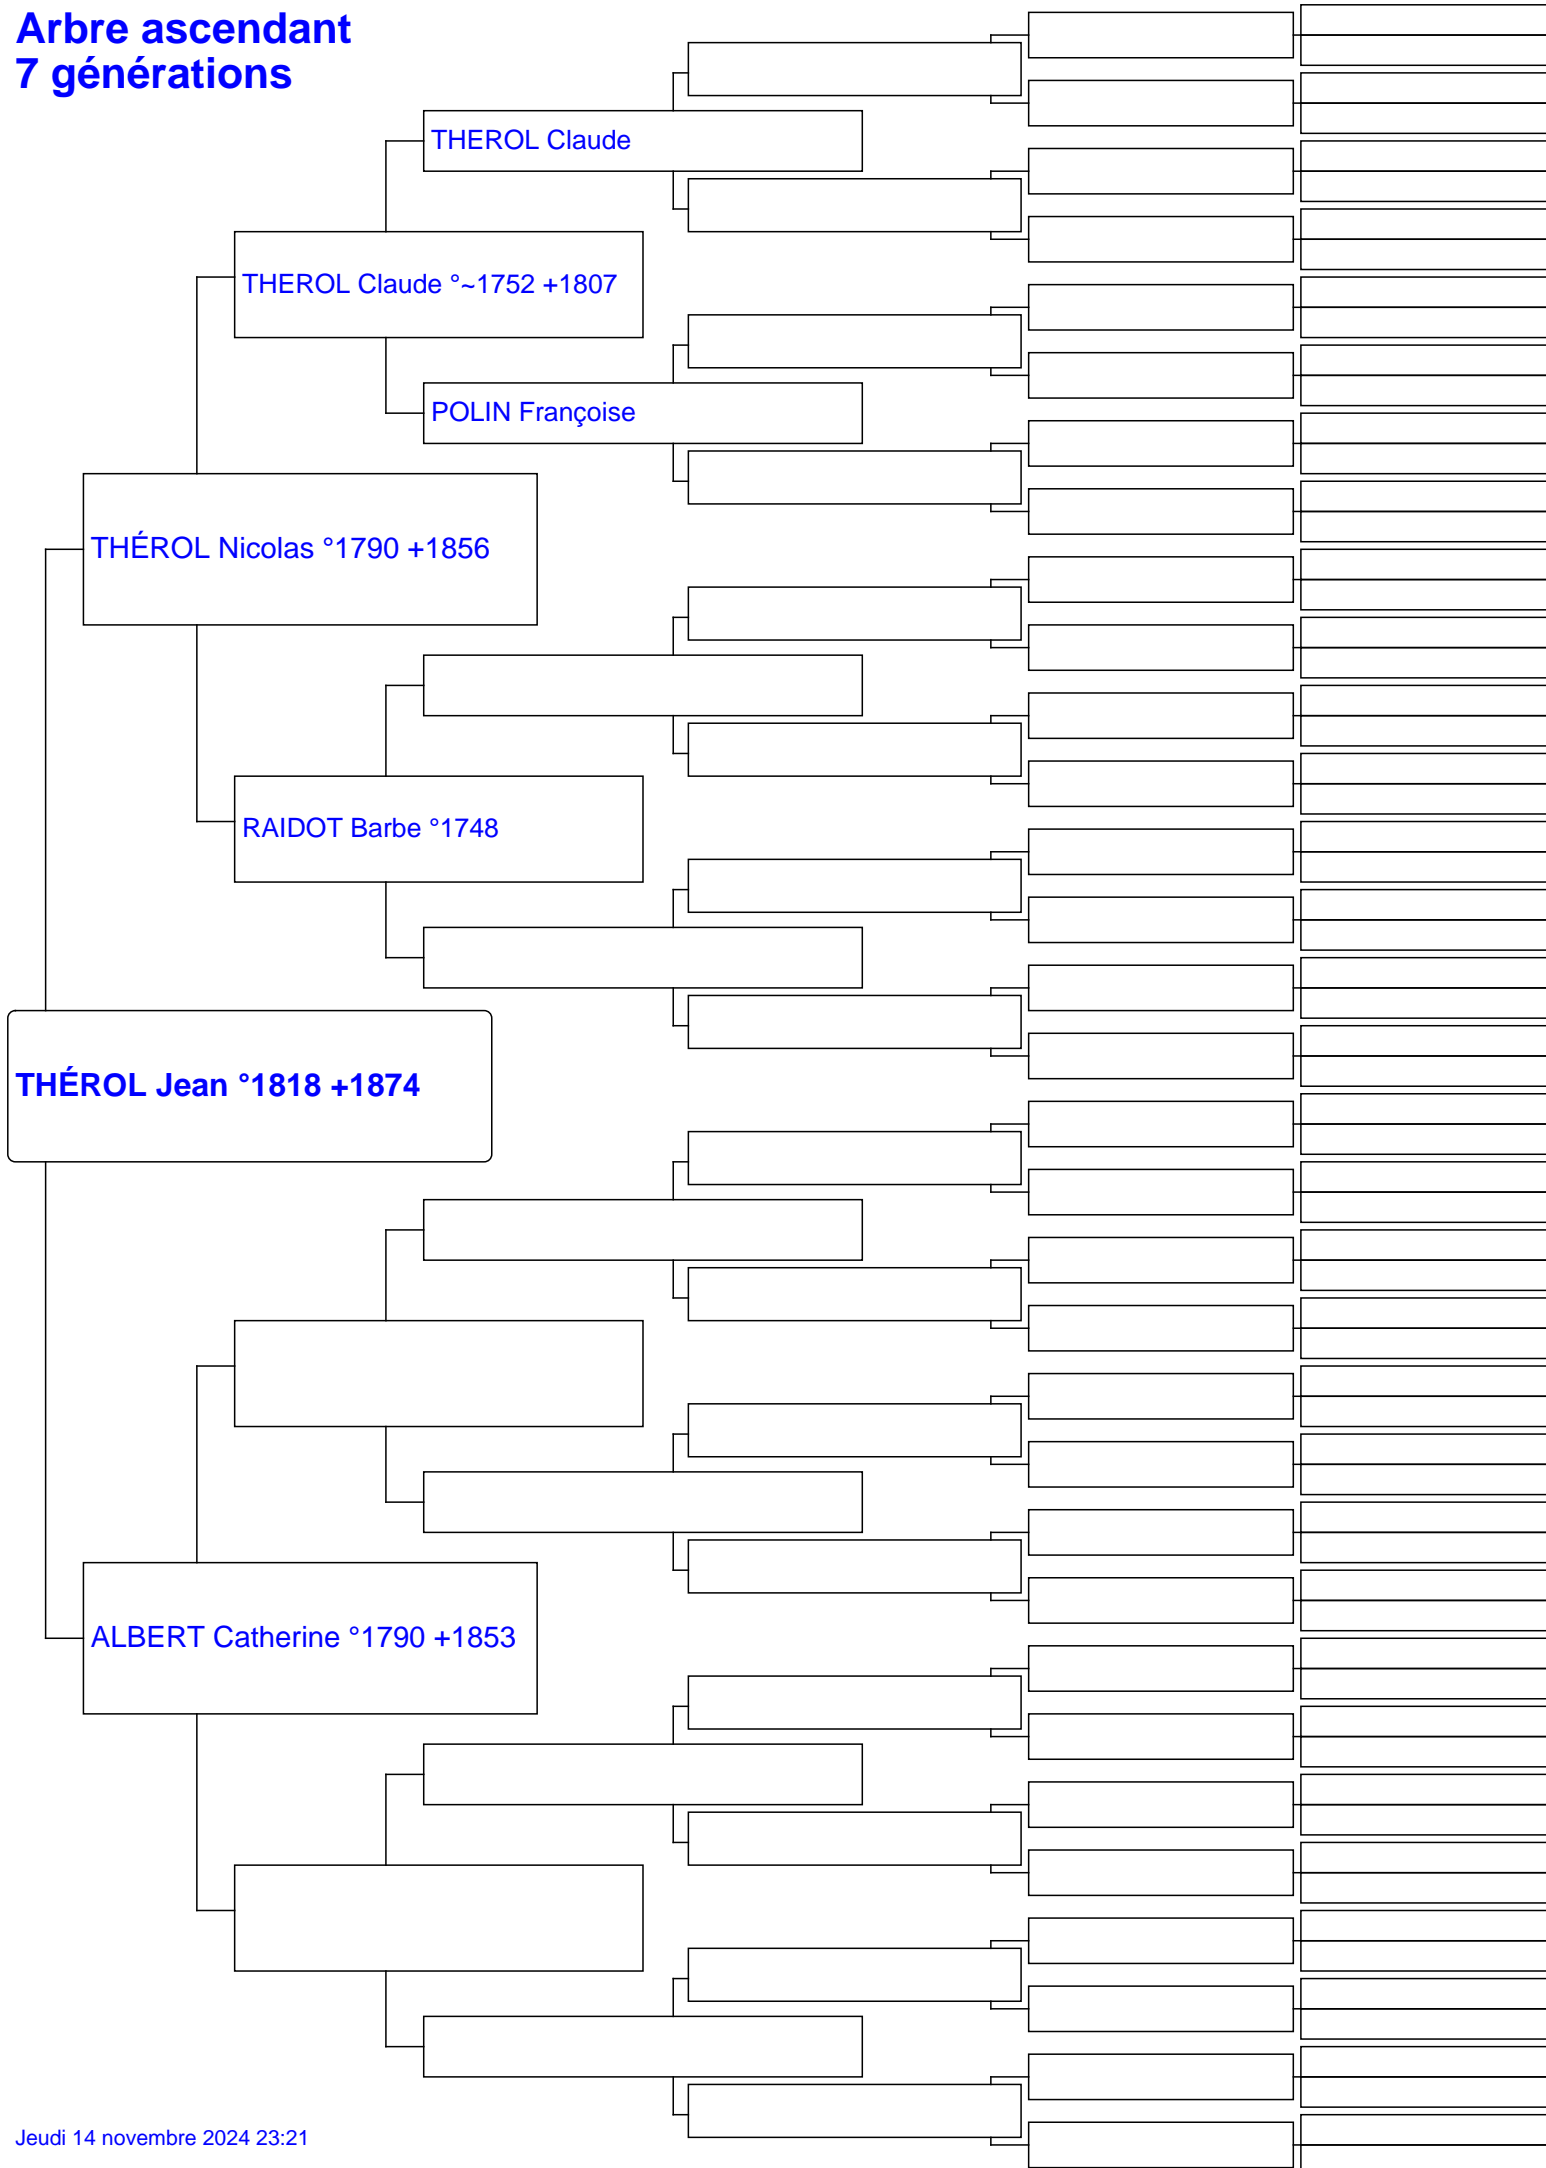 Arbre ascendant
7 générations
THEROL Claude
THEROL Claude °~1752 +1807
POLIN Françoise
THÉROL Nicolas °1790 +1856
RAIDOT Barbe °1748
THÉROL Jean °1818 +1874
ALBERT Catherine °1790 +1853
Jeudi 14 novembre 2024 23:21